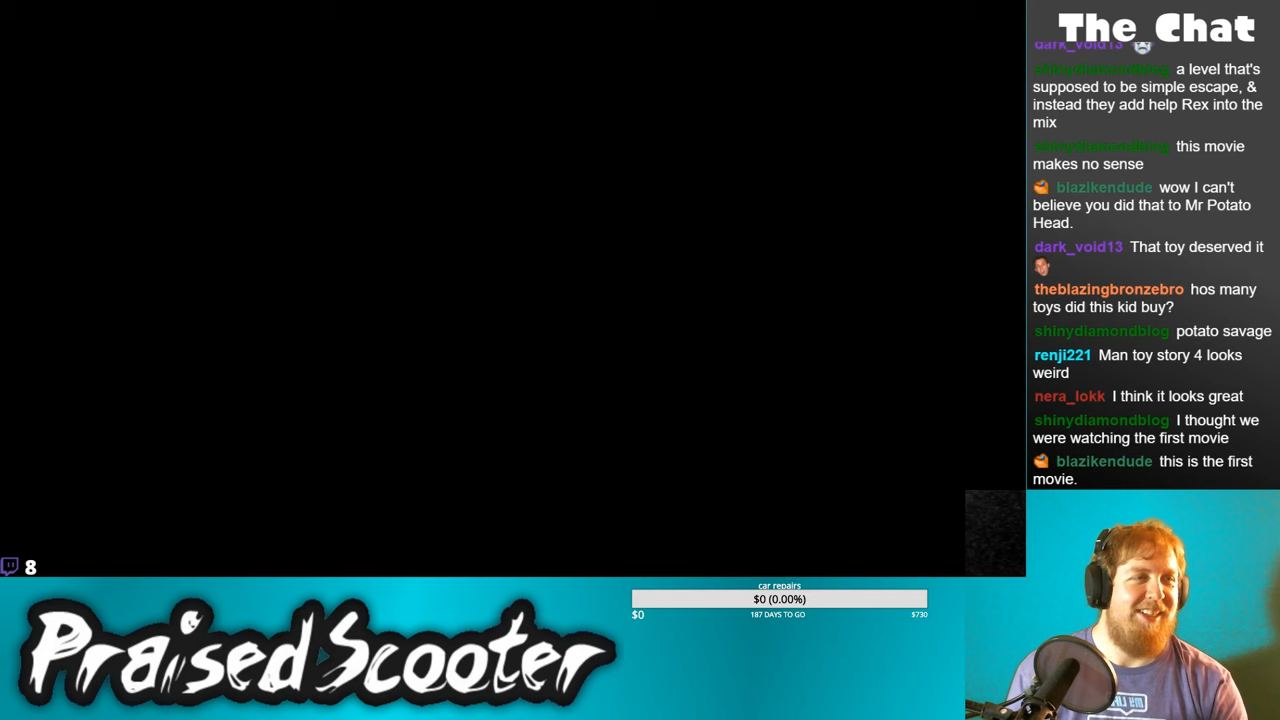 The Chat
dark_void13
shinydiamondblog a level that's
supposed to be simple escape, &
instead they add help Rex into the
mix
shinydiamondblog this movie
makes no sense
blazikendude wow I can't
believe you did that to Mr Potato
Head.
dark_void13 That toy deserved it
theblazingbronzebro hos many
toys did this kid buy?
shinydiamondblog potato savage
renji221 Man toy story 4 looks
weird
nera_lokk I think it looks great
shinydiamondblog I thought we
were watching the first movie
blazikendude this is the first
movie.
8
car repairs
$0 (0.00%)
$0 187 DAYS TO GO $730
PraisedScooter